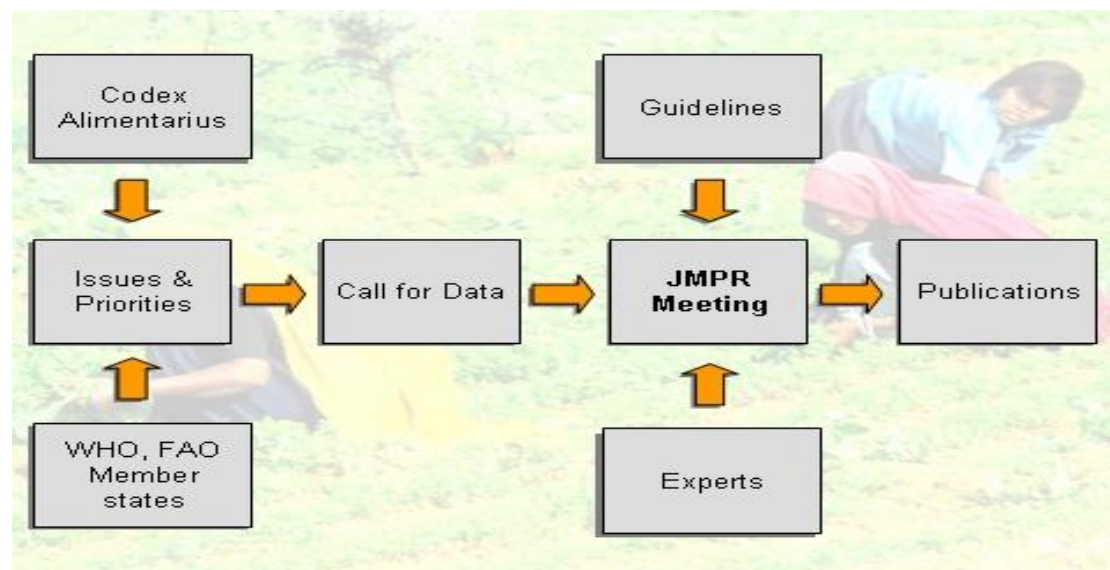 Codex
Alimentarius
Guidelines
Issues &
Priorities
Call for Data
JMPR
Meeting
Publications
WHO, FAO
Member
states
Experts